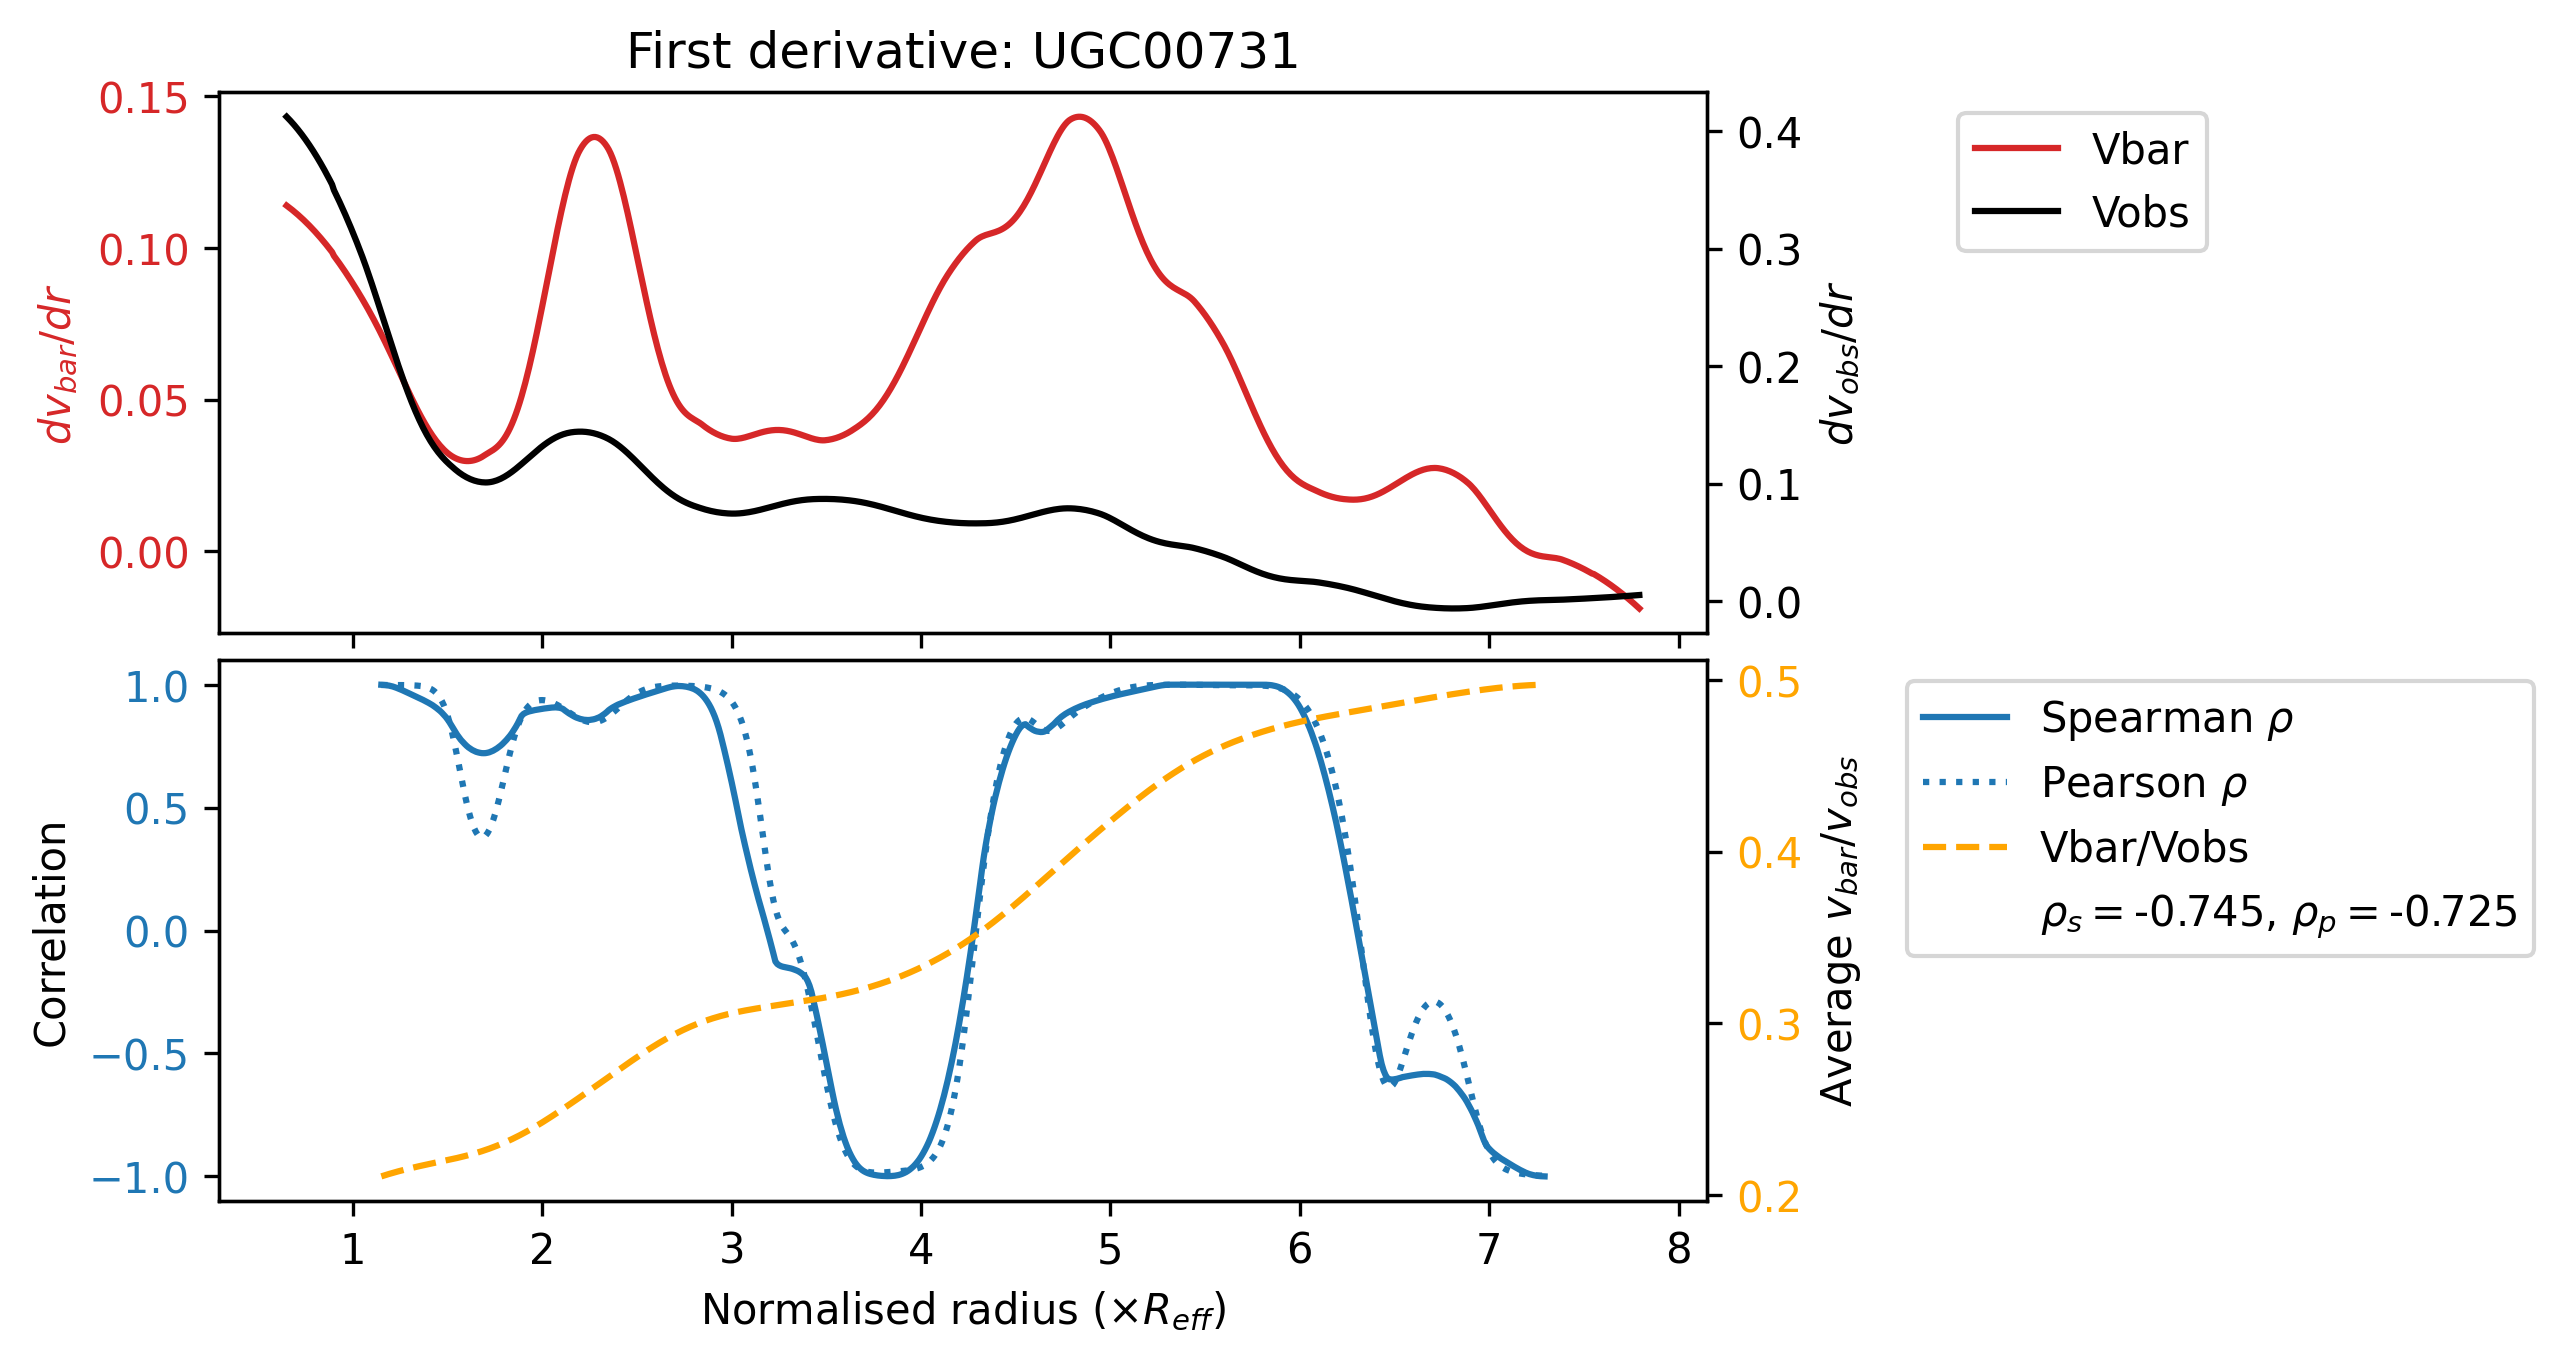 First derivative: UGC00731
0.15
0.10
0.05
0.00
dv_bar/dr
0.4
0.3
0.2
0.1
0.0
dv_obs/dr
Vbar
Vobs
1.0
0.5
0.0
−0.5
−1.0
Correlation
0.5
0.4
0.3
0.2
Average v_bar/v_obs
Spearman ρ
Pearson ρ
Vbar/Vobs
ρ_s = -0.745, ρ_p = -0.725
1 2 3 4 5 6 7 8
Normalised radius (×R_eff)